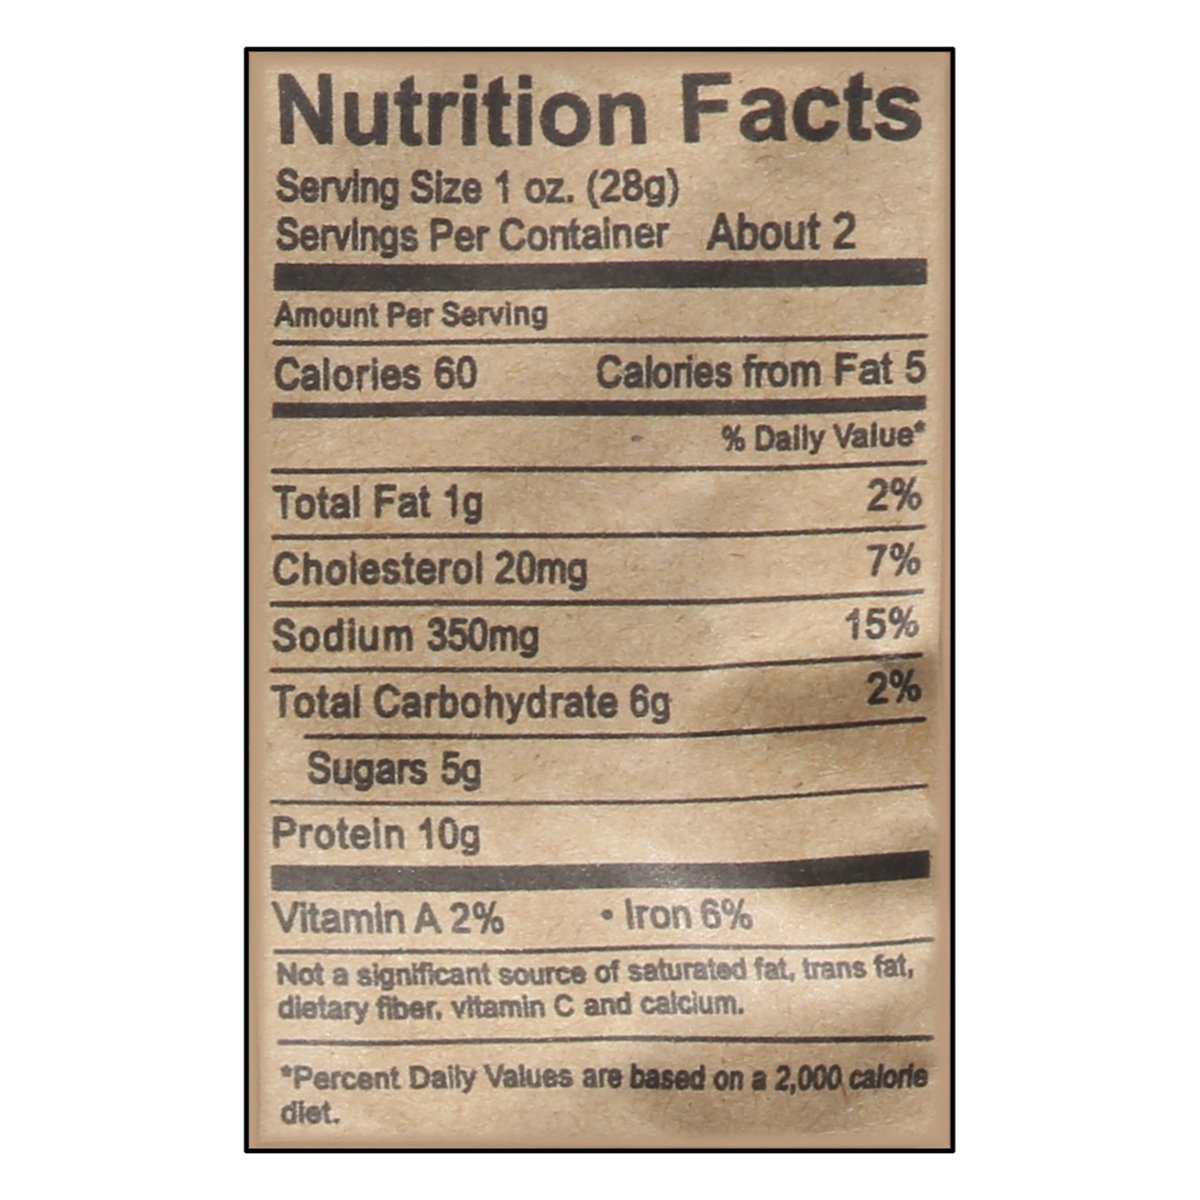 Nutrition Facts
Serving Size 1 oz. (28g)
Servings Per Container About 2
Amount Per Serving
Calories 60 Calories from Fat 5
% Daily Value*
Total Fat 1g 2%
Cholesterol 20mg 7%
Sodium 350mg 15%
Total Carbohydrate 6g 2%
Sugars 5g
Protein 10g
Vitamin A 2% • Iron 6%
Not a significant source of saturated fat, trans fat,
dietary fiber, vitamin C and calcium.
*Percent Daily Values are based on a 2,000 calorie
diet.